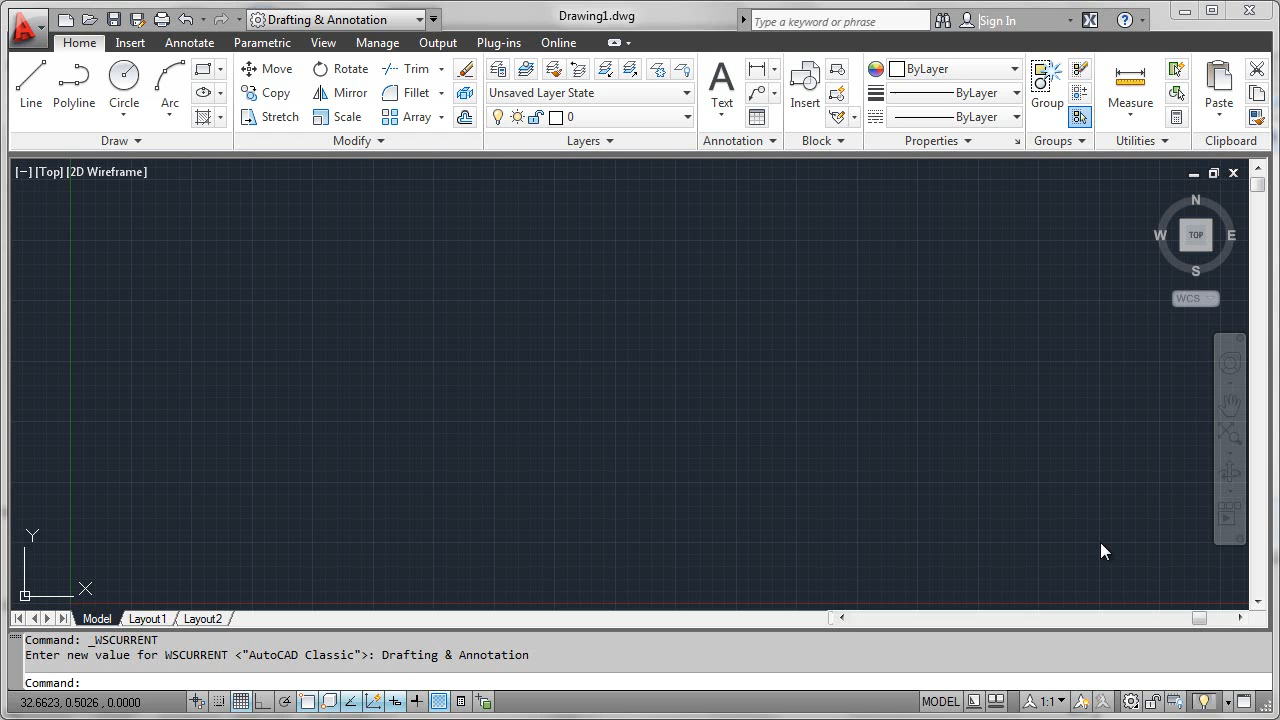 Drafting & Annotation
Drawing1.dwg
Type a keyword or phrase
Sign In
Home Insert Annotate Parametric View Manage Output Plug-ins Online
Line Polyline Circle Arc
Move Rotate Trim
Copy Mirror Fillet
Stretch Scale Array
Unsaved Layer State
0
Text
Insert
ByLayer
ByLayer
ByLayer
Group
Measure
Paste
Draw Modify Layers Annotation Block Properties Groups Utilities Clipboard
[−] [Top] [2D Wireframe]
N
W TOP E
S
WCS
Y
X
Model Layout1 Layout2
Command: _WSCURRENT
Enter new value for WSCURRENT <"AutoCAD Classic">: Drafting & Annotation
Command:
32.6623, 0.5026, 0.0000
MODEL
1:1